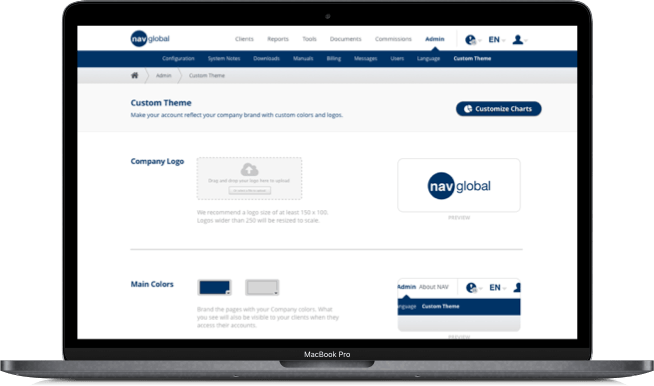 nav global
Clients Reports Tools Documents Commissions Admin EN
Configuration System Notes Downloads Manuals Billing Messages Users Language Custom Theme
Admin Custom Theme
Custom Theme
Make your account reflect your company brand with custom colors and logos.
Customize Charts
Company Logo
Drag and drop your logo here to upload
We recommend a logo size of at least 150 x 100.
Logos wider than 250 will be resized to scale.
nav global
PREVIEW
Main Colors
Brand the pages with your Company colors. What
you see will also be visible to your clients when they
access their accounts.
Admin About NAV EN
nguage Custom Theme
PREVIEW
MacBook Pro